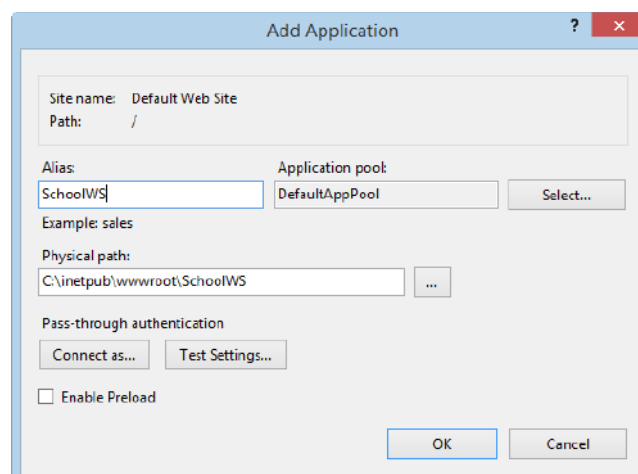 Add Application
?
Site name: Default Web Site
Path: /
Alias: Application pool:
SchoolWS DefaultAppPool Select...
Example: sales
Physical path:
C:\inetpub\wwwroot\SchoolWS ...
Pass-through authentication
Connect as... Test Settings...
Enable Preload
OK Cancel